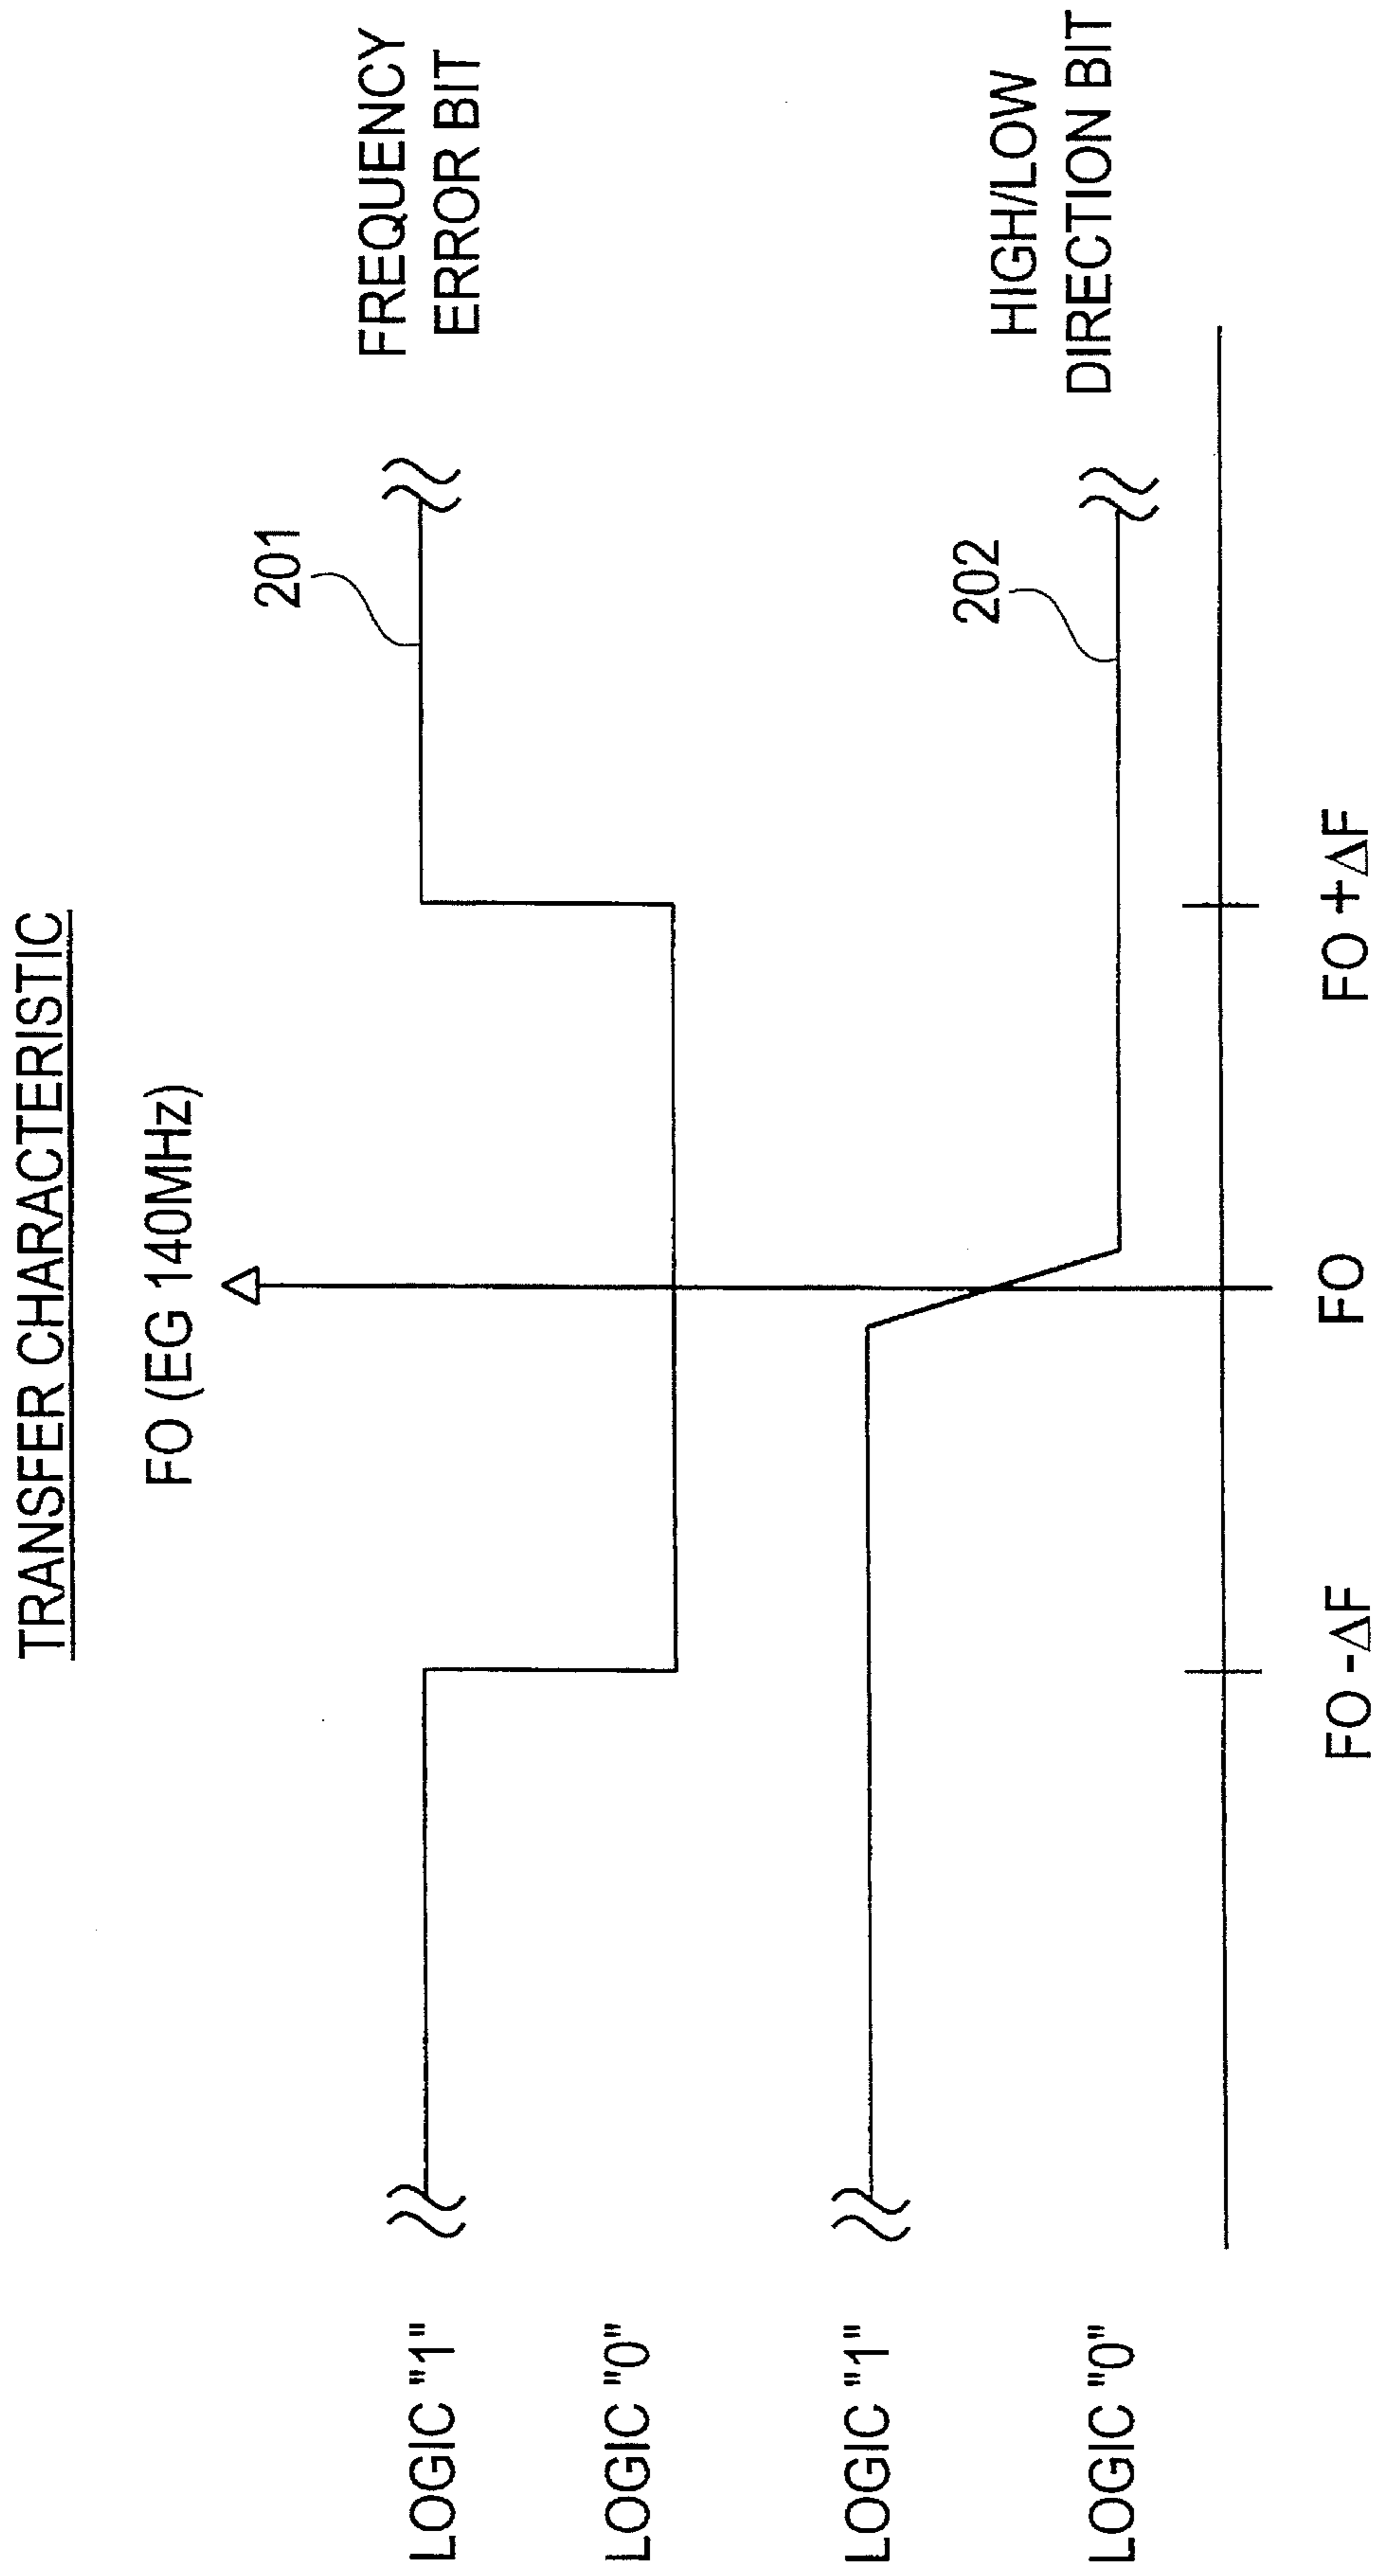 TRANSFER CHARACTERISTIC
FO (EG 140MHz)
201
FREQUENCY
ERROR BIT
LOGIC "1"
LOGIC "0"
LOGIC "1"
202
HIGH/LOW
DIRECTION BIT
LOGIC "0"
FO -ΔF
FO
FO +ΔF